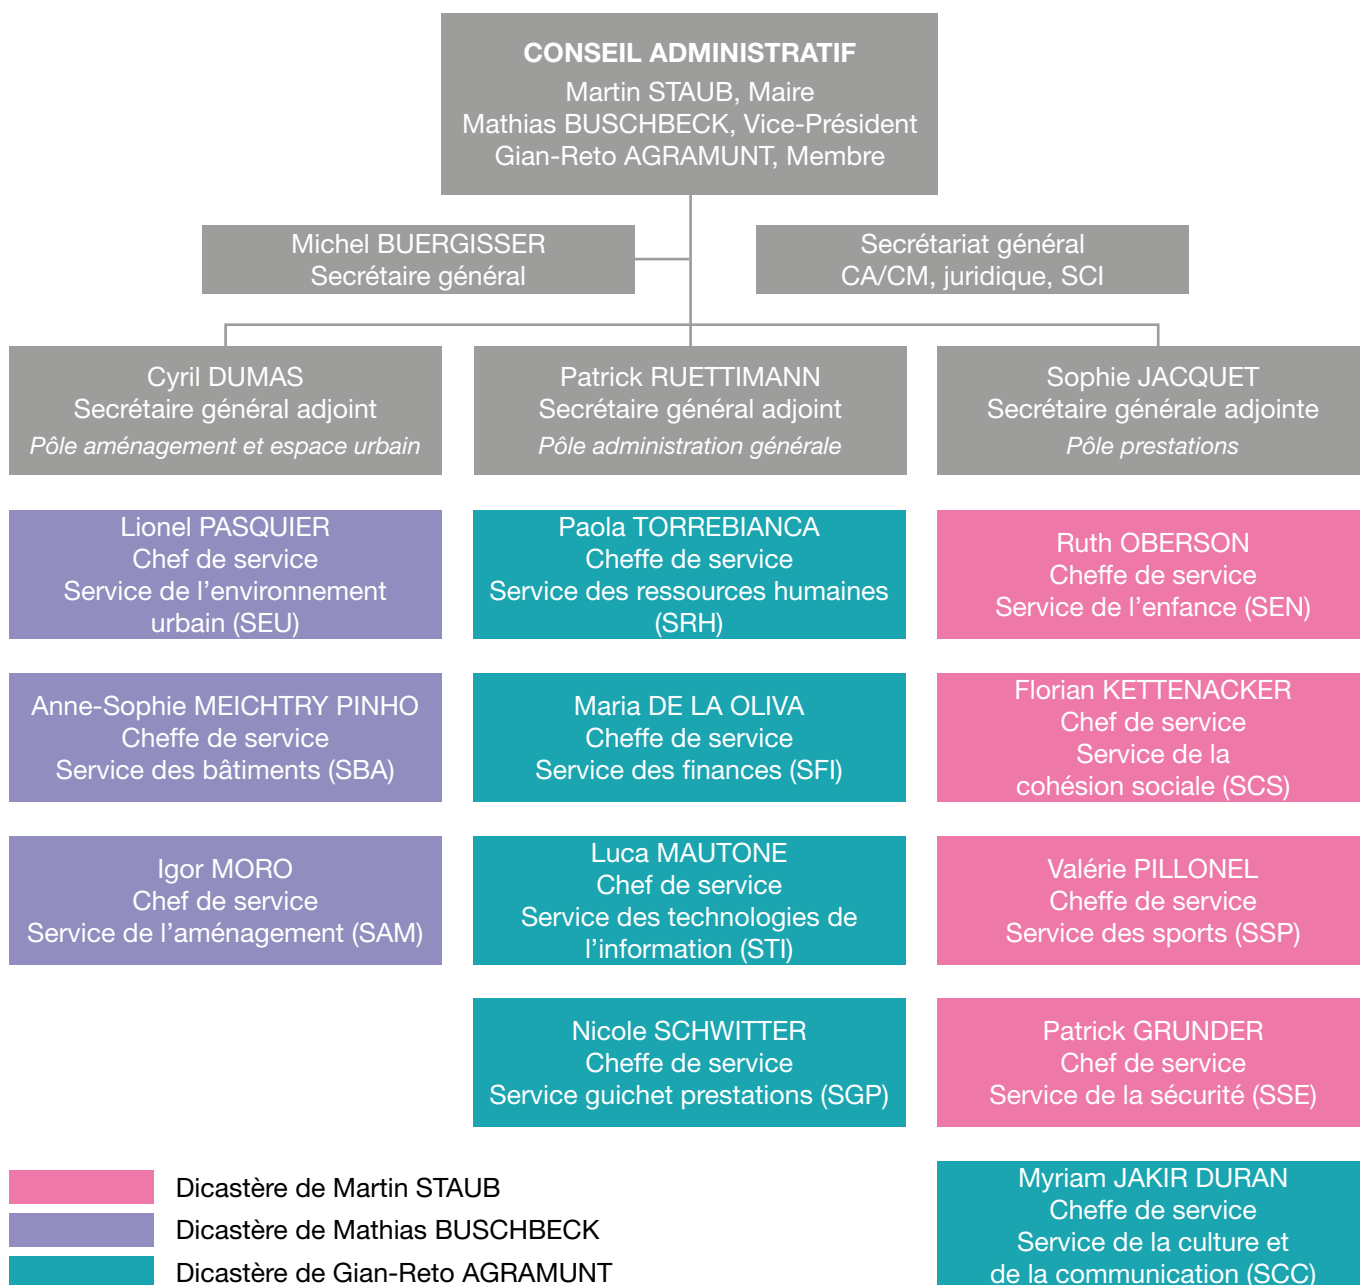 CONSEIL ADMINISTRATIF
Martin STAUB, Maire
Mathias BUSCHBECK, Vice-Président
Gian-Reto AGRAMUNT, Membre
Michel BUERGISSER
Secrétaire général
Secrétariat général
CA/CM, juridique, SCI
Cyril DUMAS
Secrétaire général adjoint
Pôle aménagement et espace urbain
Patrick RUETTIMANN
Secrétaire général adjoint
Pôle administration générale
Sophie JACQUET
Secrétaire générale adjointe
Pôle prestations
Lionel PASQUIER
Chef de service
Service de l’environnement
urbain (SEU)
Paola TORREBIANCA
Cheffe de service
Service des ressources humaines
(SRH)
Ruth OBERSON
Cheffe de service
Service de l’enfance (SEN)
Anne-Sophie MEICHTRY PINHO
Cheffe de service
Service des bâtiments (SBA)
Maria DE LA OLIVA
Cheffe de service
Service des finances (SFI)
Florian KETTENACKER
Chef de service
Service de la
cohésion sociale (SCS)
Igor MORO
Chef de service
Service de l’aménagement (SAM)
Luca MAUTONE
Chef de service
Service des technologies de
l’information (STI)
Valérie PILLONEL
Cheffe de service
Service des sports (SSP)
Nicole SCHWITTER
Cheffe de service
Service guichet prestations (SGP)
Patrick GRUNDER
Chef de service
Service de la sécurité (SSE)
Myriam JAKIR DURAN
Cheffe de service
Service de la culture et
de la communication (SCC)
Dicastère de Martin STAUB
Dicastère de Mathias BUSCHBECK
Dicastère de Gian-Reto AGRAMUNT